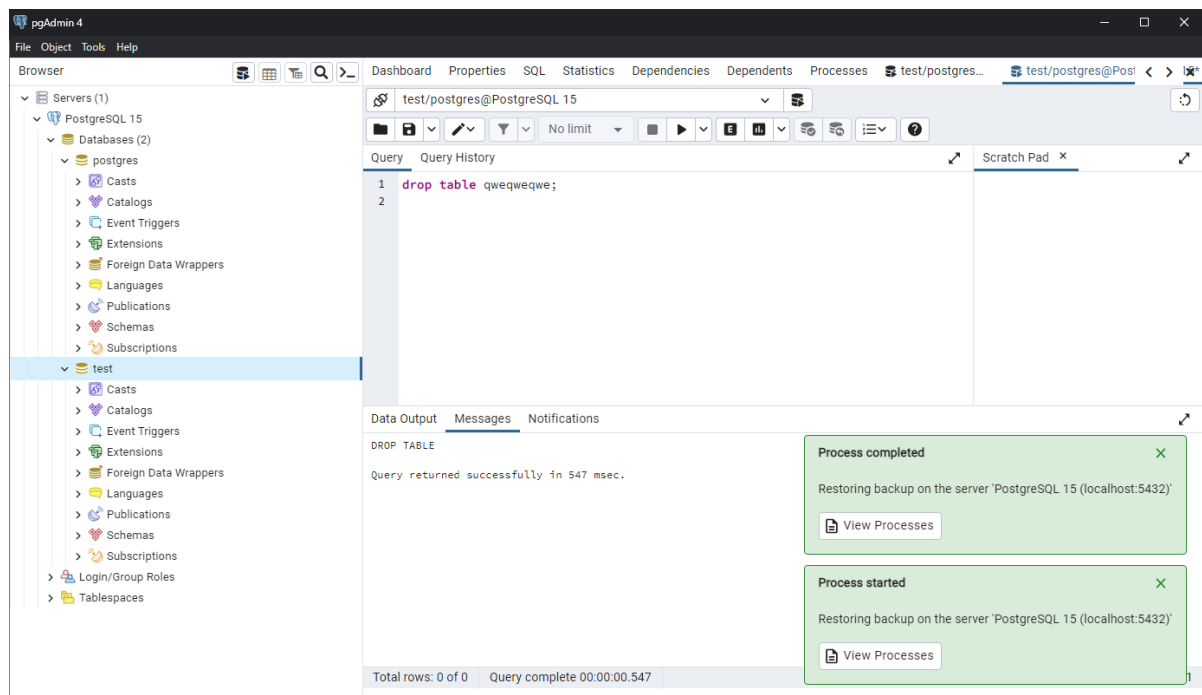 pgAdmin 4
File Object Tools Help
Browser
Dashboard Properties SQL Statistics Dependencies Dependents Processes test/postgres... test/postgres@Post
Servers (1)
PostgreSQL 15
Databases (2)
postgres
Casts
Catalogs
Event Triggers
Extensions
Foreign Data Wrappers
Languages
Publications
Schemas
Subscriptions
test
Casts
Catalogs
Event Triggers
Extensions
Foreign Data Wrappers
Languages
Publications
Schemas
Subscriptions
Login/Group Roles
Tablespaces
test/postgres@PostgreSQL 15
No limit
Query Query History
Scratch Pad
1 drop table qweqweqwe;
2
Data Output Messages Notifications
DROP TABLE
Query returned successfully in 547 msec.
Process completed
Restoring backup on the server 'PostgreSQL 15 (localhost:5432)'
View Processes
Process started
Restoring backup on the server 'PostgreSQL 15 (localhost:5432)'
View Processes
Total rows: 0 of 0 Query complete 00:00:00.547